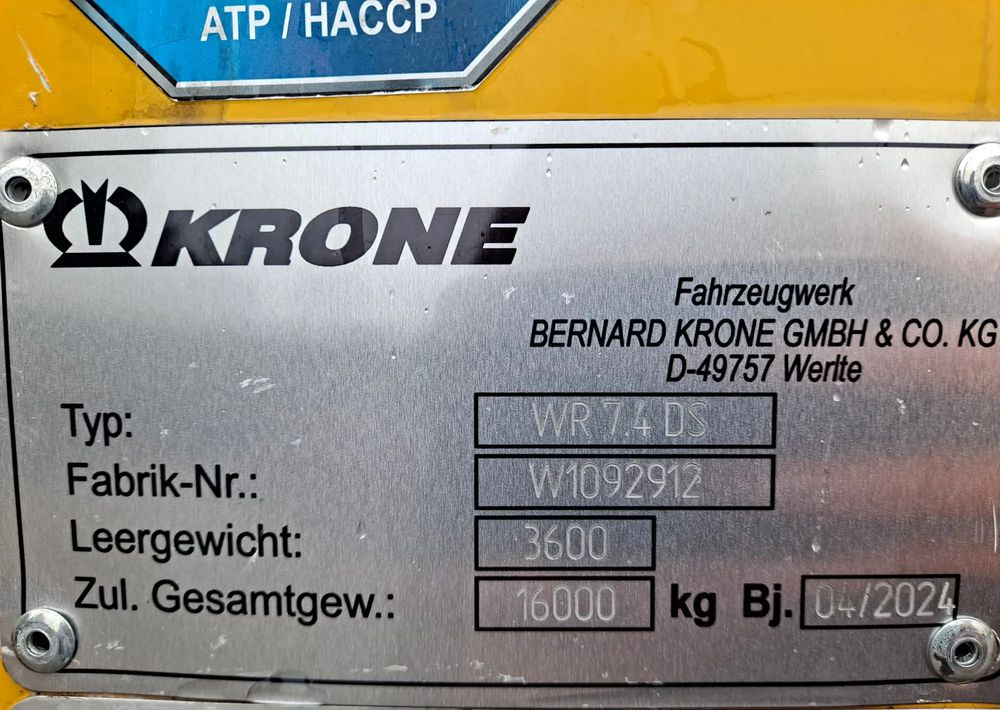 ATP / HACCP
KRONE
Fahrzeugwerk
BERNARD KRONE GMBH & CO. KG
D-49757 Werlte
Typ: WR 7.4 DS
Fabrik-Nr.: W1092912
Leergewicht: 3600
Zul. Gesamtgew.: 16000 kg Bj. 04/2024